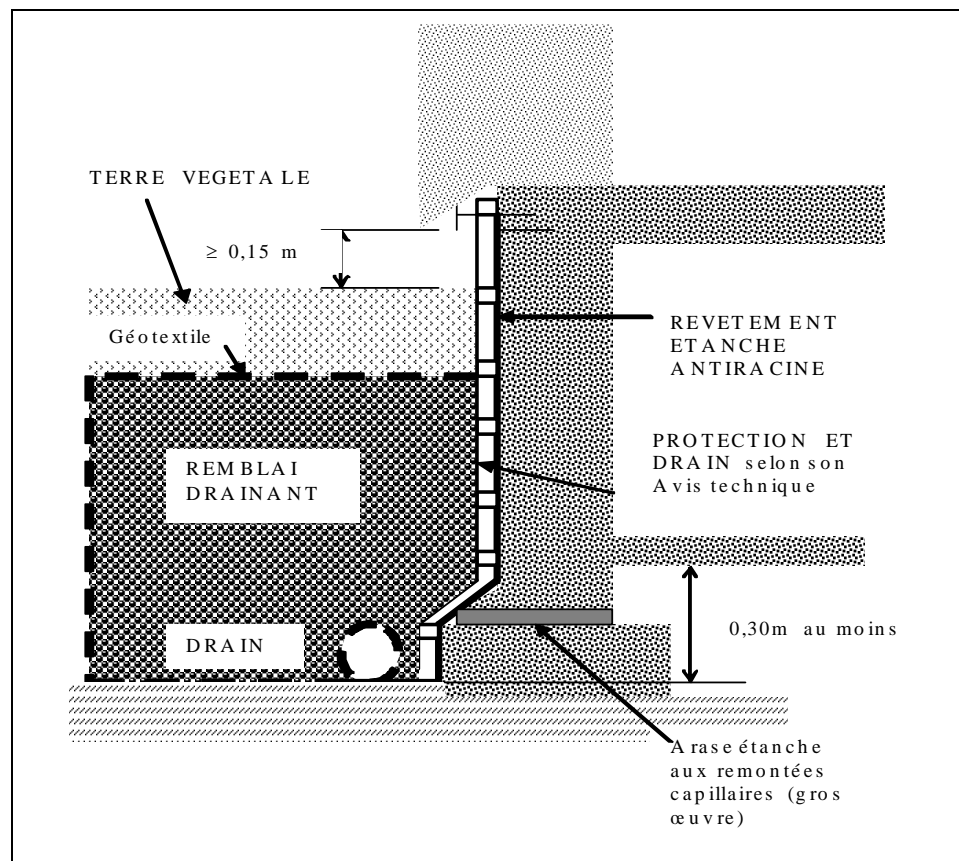 TERRE VEGETALE
≥ 0,15 m
Géotextile
REVETEMENT
ETANCHE
ANTIRACINE
PROTECTION ET
DRAIN selon son
Avis technique
REMBLAI
DRAINANT
DRAIN
0,30m au moins
Arase étanche
aux remontées
capillaires (gros
œuvre)